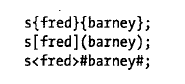 s{fred}{barney};
s[fred](barney);
s<fred>#barney#;